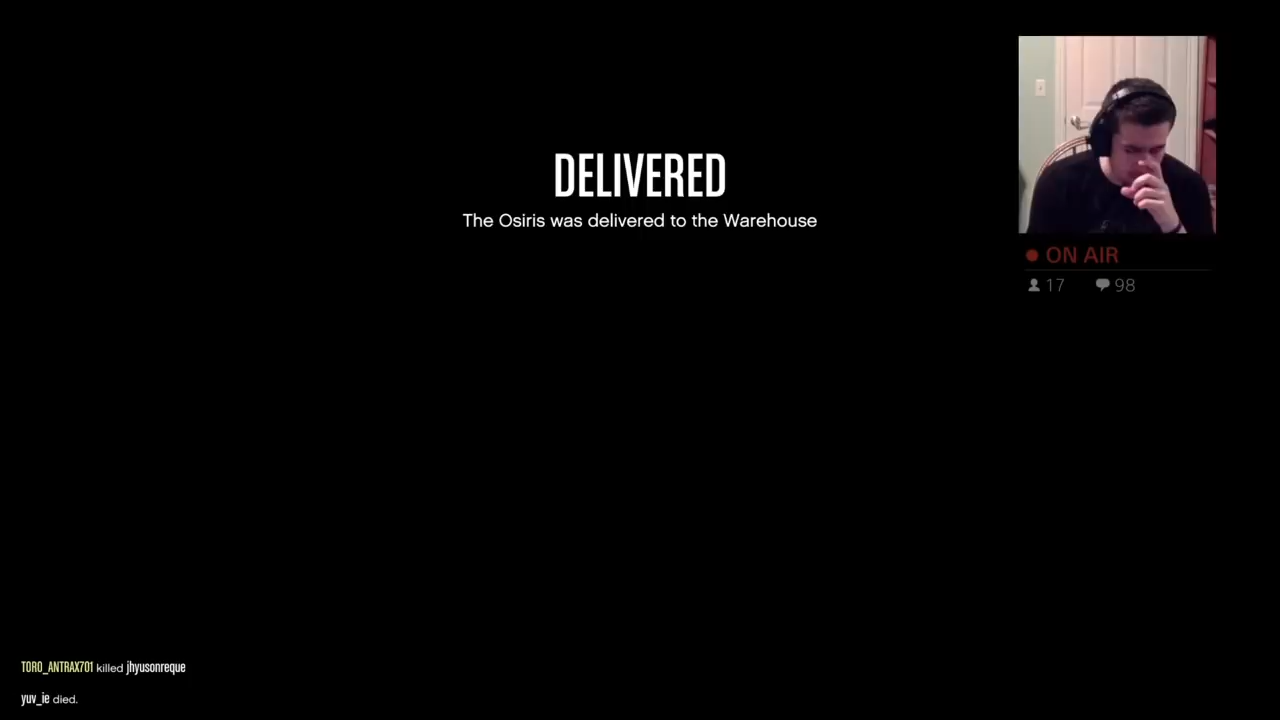 DELIVERED
The Osiris was delivered to the Warehouse
ON AIR
17 98
TORO_ANTRAX701 killed jhyusonreque
yuv_ie died.